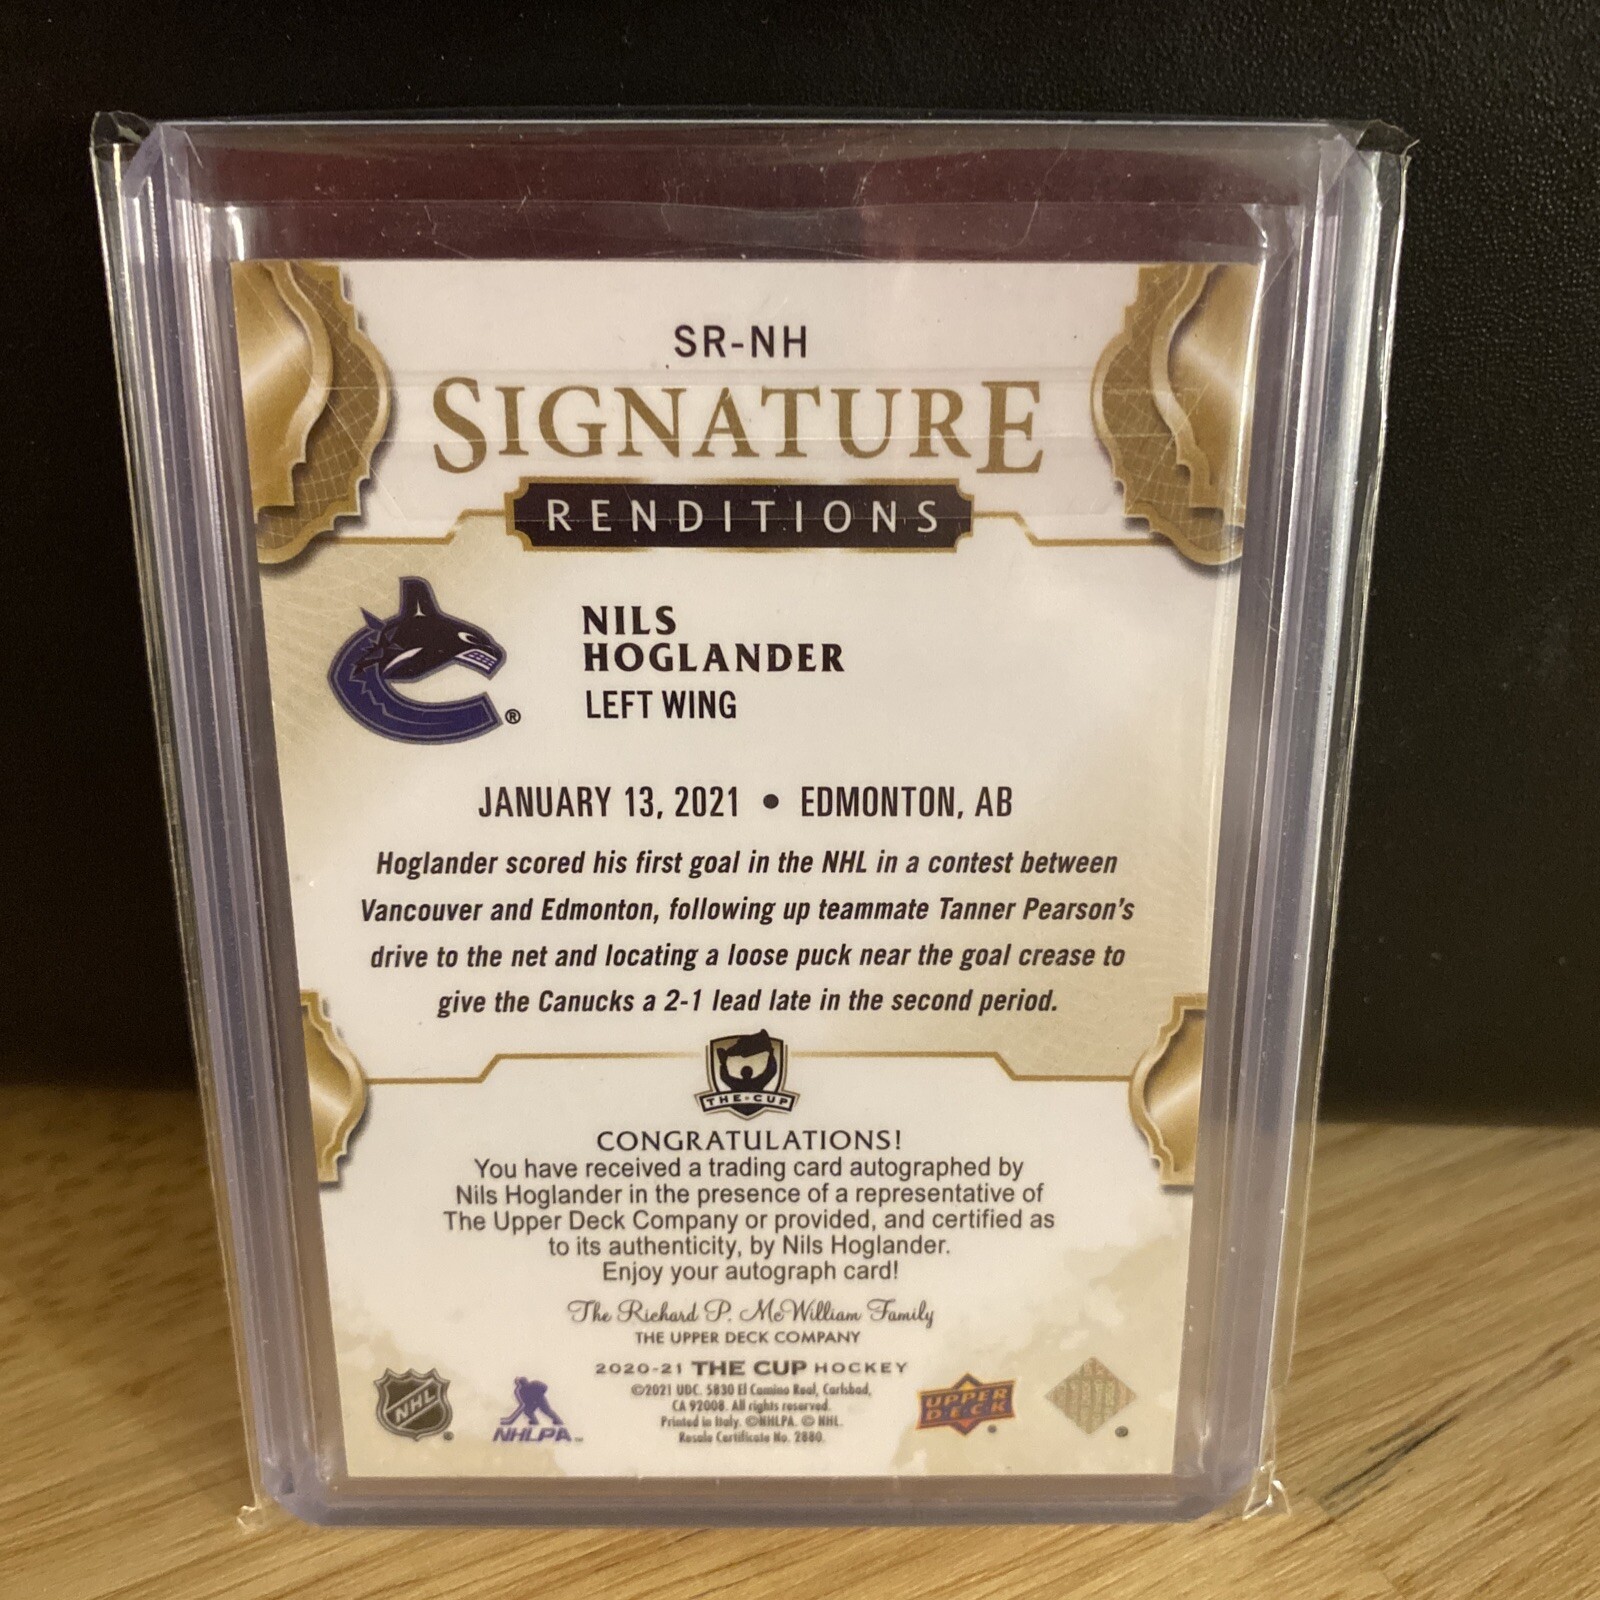 SR-NH
SIGNATURE
RENDITIONS
NILS
HOGLANDER
LEFT WING
®
JANUARY 13, 2021 • EDMONTON, AB
Hoglander scored his first goal in the NHL in a contest between
Vancouver and Edmonton, following up teammate Tanner Pearson's
drive to the net and locating a loose puck near the goal crease to
give the Canucks a 2-1 lead late in the second period.
THE CUP
CONGRATULATIONS!
You have received a trading card autographed by
Nils Hoglander in the presence of a representative of
The Upper Deck Company or provided, and certified as
to its authenticity, by Nils Hoglander.
Enjoy your autograph card!
The Richard P. McWilliam Family
THE UPPER DECK COMPANY
2020-21 THE CUP HOCKEY
©2021 UDC. 5830 El Camino Real, Carlsbad,
CA 92008. All rights reserved.
Printed in Italy. ©NHLPA. © NHL.
Resale Certificate No. 2880.
NHL ®
NHLPA™
UPPER
DECK ®
®